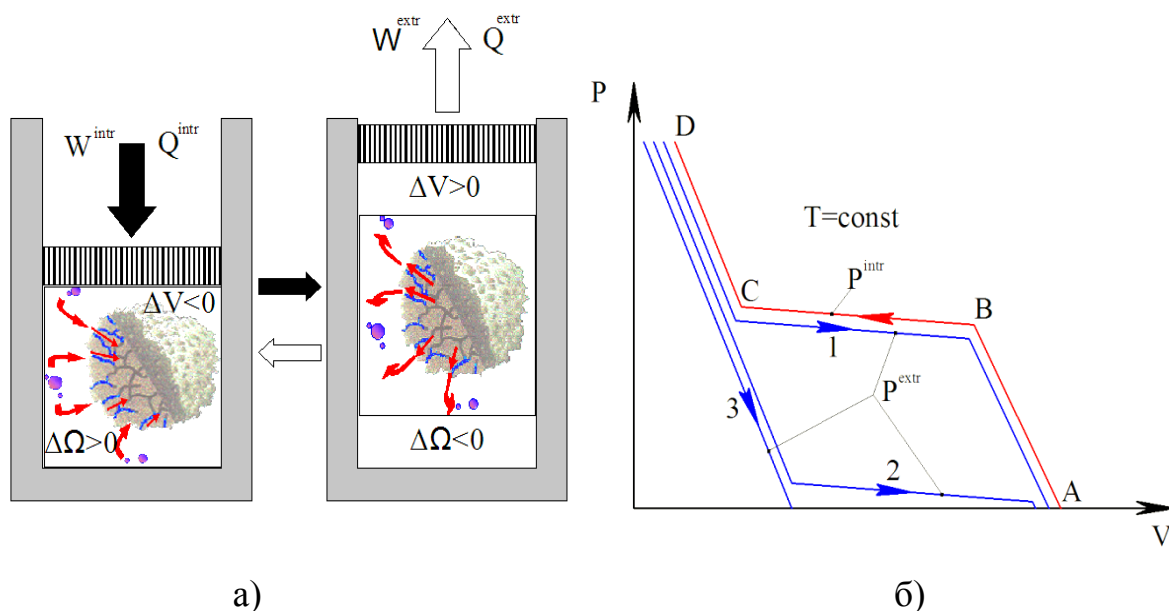 W^extr Q^extr
W^intr Q^intr
ΔV<0
ΔΩ>0
ΔV>0
ΔΩ<0
а)
P
D
T=const
P^intr
C
B
1
P^extr
3
2
A
V
б)